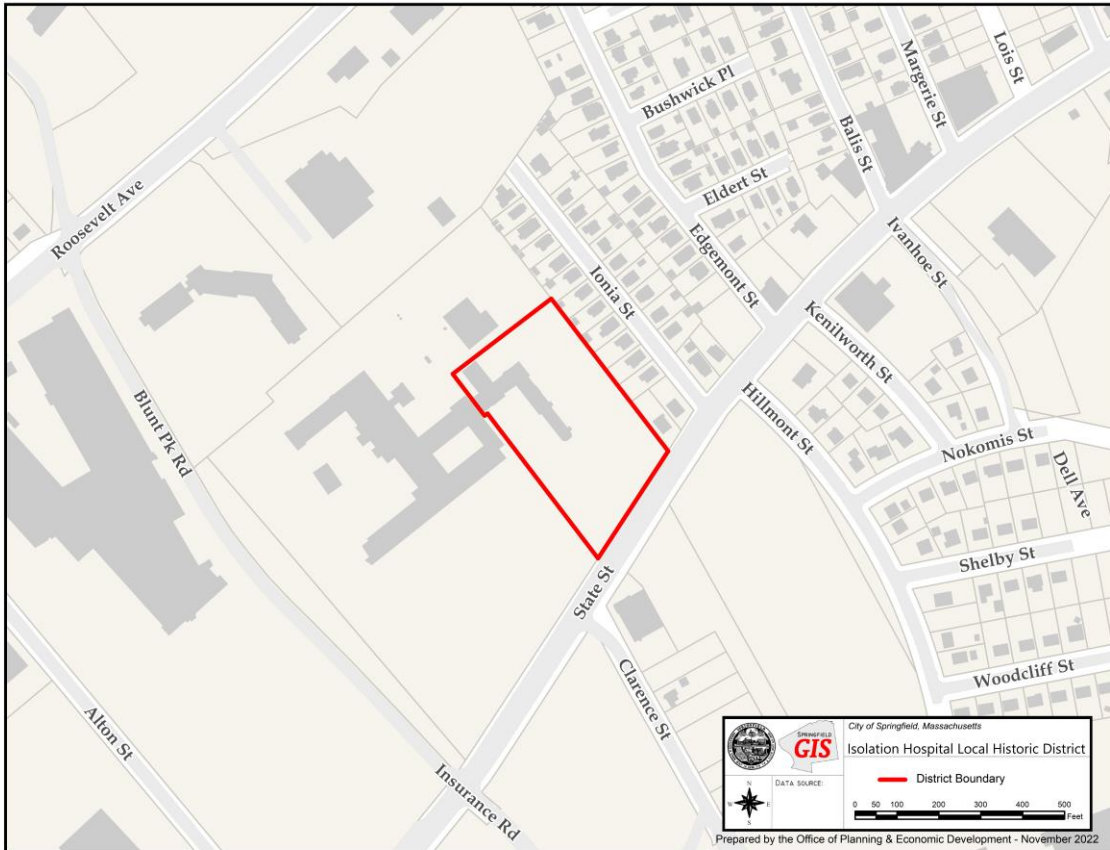 Lois St
Margerie St
Bushwick Pl
Balis St
Eldert St
Roosevelt Ave
Edgemont St
Ivanhoe St
Ionia St
Kenilworth St
Hillmont St
Blunt Pk Rd
Nokomis St
Dell Ave
Shelby St
State St
Woodcliff St
Clarence St
Alton St
Insurance Rd
City of Springfield, Massachusetts
SPRINGFIELD
GIS
Isolation Hospital Local Historic District
DATA SOURCE:
District Boundary
N
W E
S
0 50 100 200 300 400 500
Feet
Prepared by the Office of Planning & Economic Development - November 2022